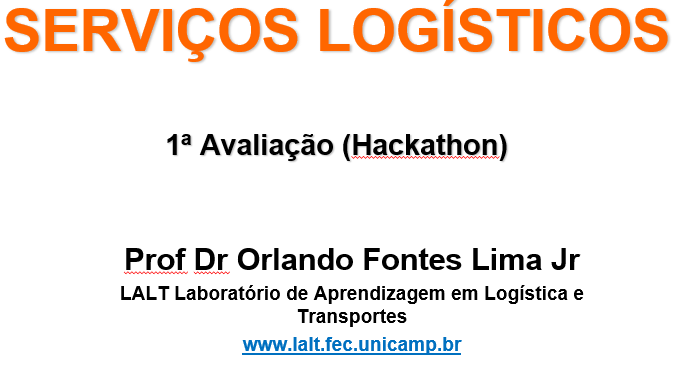 SERVIÇOS LOGÍSTICOS
1ª Avaliação (Hackathon)
Prof Dr Orlando Fontes Lima Jr
LALT Laboratório de Aprendizagem em Logística e
Transportes
www.lalt.fec.unicamp.br